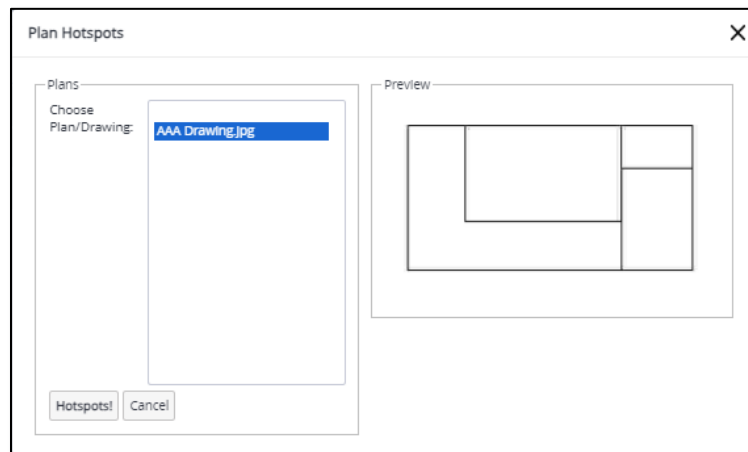 Plan Hotspots
Plans
Choose
Plan/Drawing:
AAA Drawing.jpg
Hotspots!
Cancel
Preview